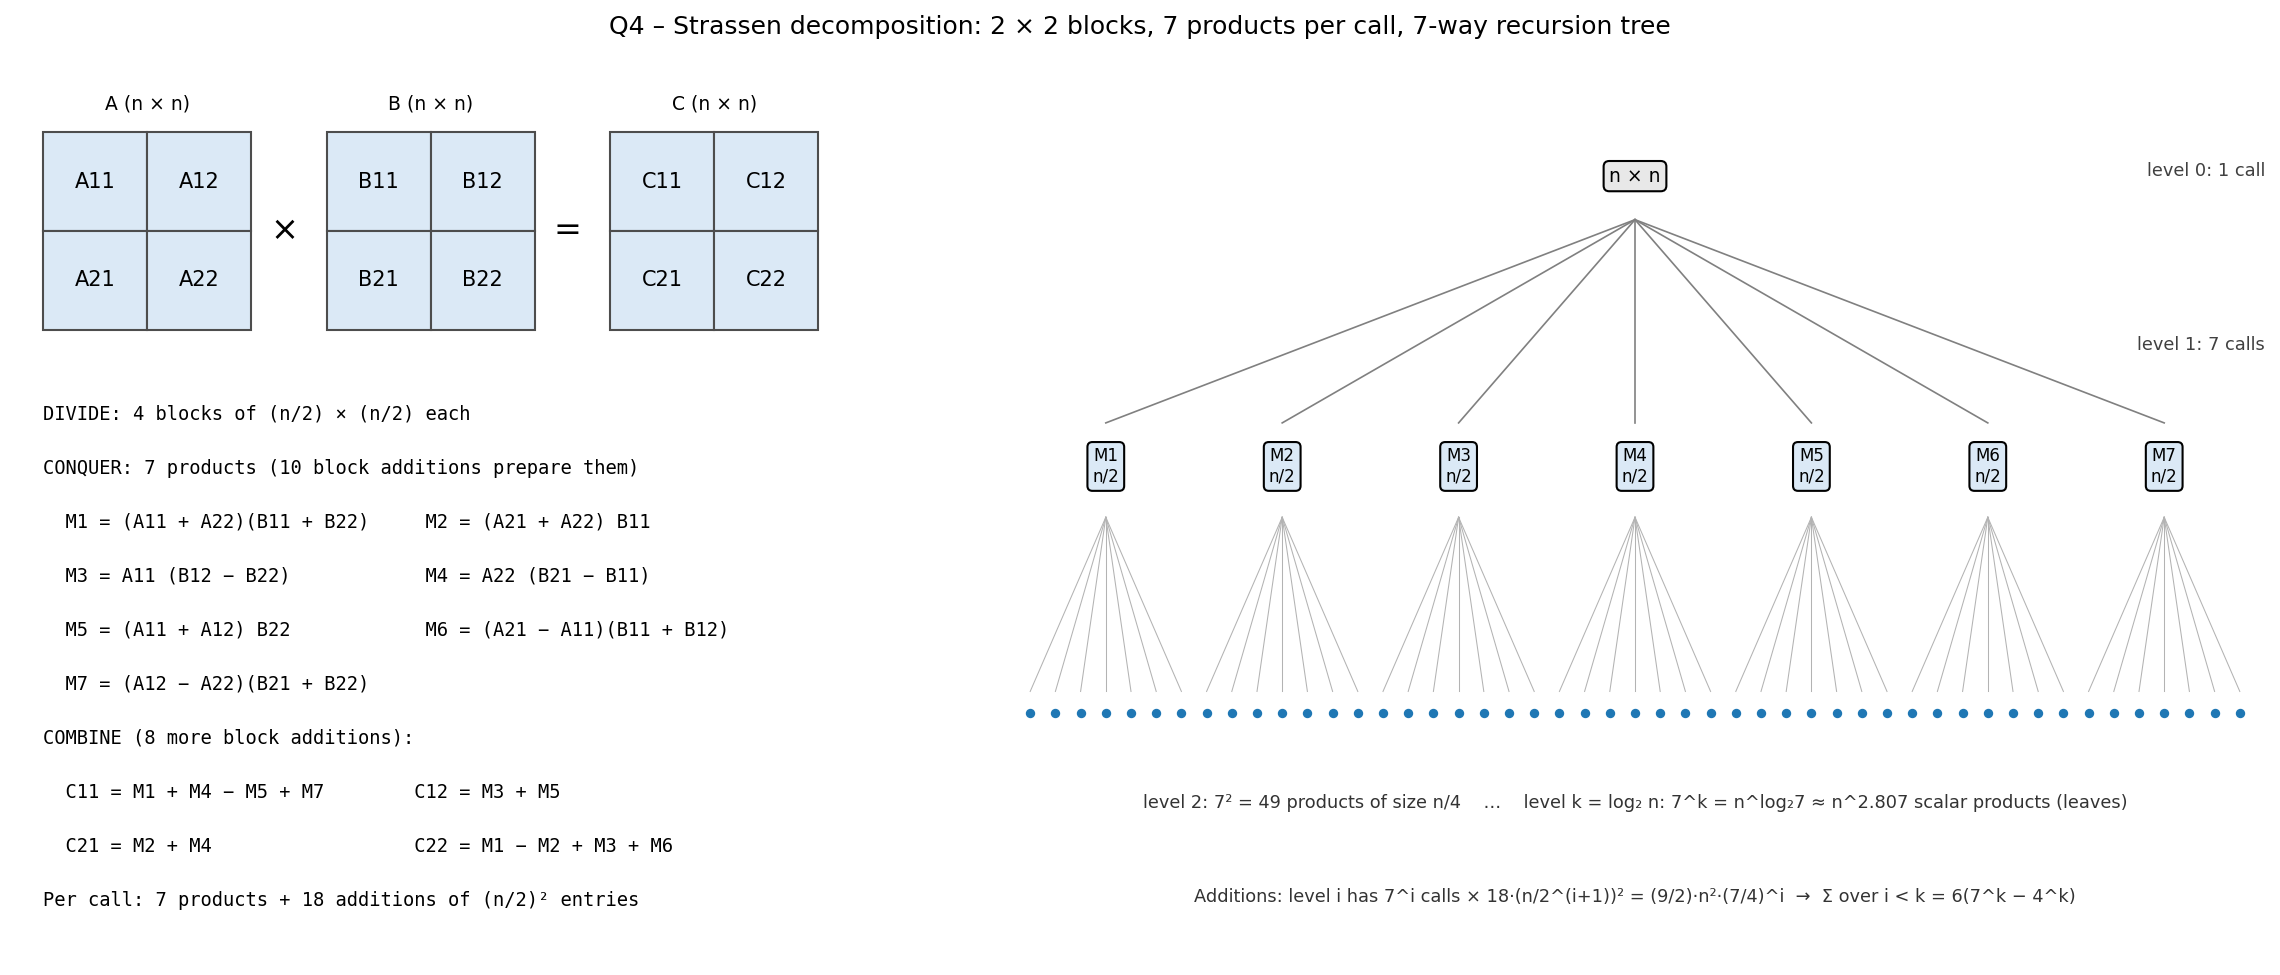 Q4 – Strassen decomposition: 2 × 2 blocks, 7 products per call, 7-way recursion tree
A (n × n)
B (n × n)
C (n × n)
A11 A12
A21 A22
×
B11 B12
B21 B22
=
C11 C12
C21 C22
DIVIDE: 4 blocks of (n/2) × (n/2) each
CONQUER: 7 products (10 block additions prepare them)
M1 = (A11 + A22)(B11 + B22) M2 = (A21 + A22) B11
M3 = A11 (B12 − B22) M4 = A22 (B21 − B11)
M5 = (A11 + A12) B22 M6 = (A21 − A11)(B11 + B12)
M7 = (A12 − A22)(B21 + B22)
COMBINE (8 more block additions):
C11 = M1 + M4 − M5 + M7 C12 = M3 + M5
C21 = M2 + M4 C22 = M1 − M2 + M3 + M6
Per call: 7 products + 18 additions of (n/2)² entries
n × n
level 0: 1 call
level 1: 7 calls
M1
n/2
M2
n/2
M3
n/2
M4
n/2
M5
n/2
M6
n/2
M7
n/2
level 2: 7² = 49 products of size n/4 … level k = log₂ n: 7^k = n^log₂7 ≈ n^2.807 scalar products (leaves)
Additions: level i has 7^i calls × 18·(n/2^(i+1))² = (9/2)·n²·(7/4)^i → Σ over i < k = 6(7^k − 4^k)